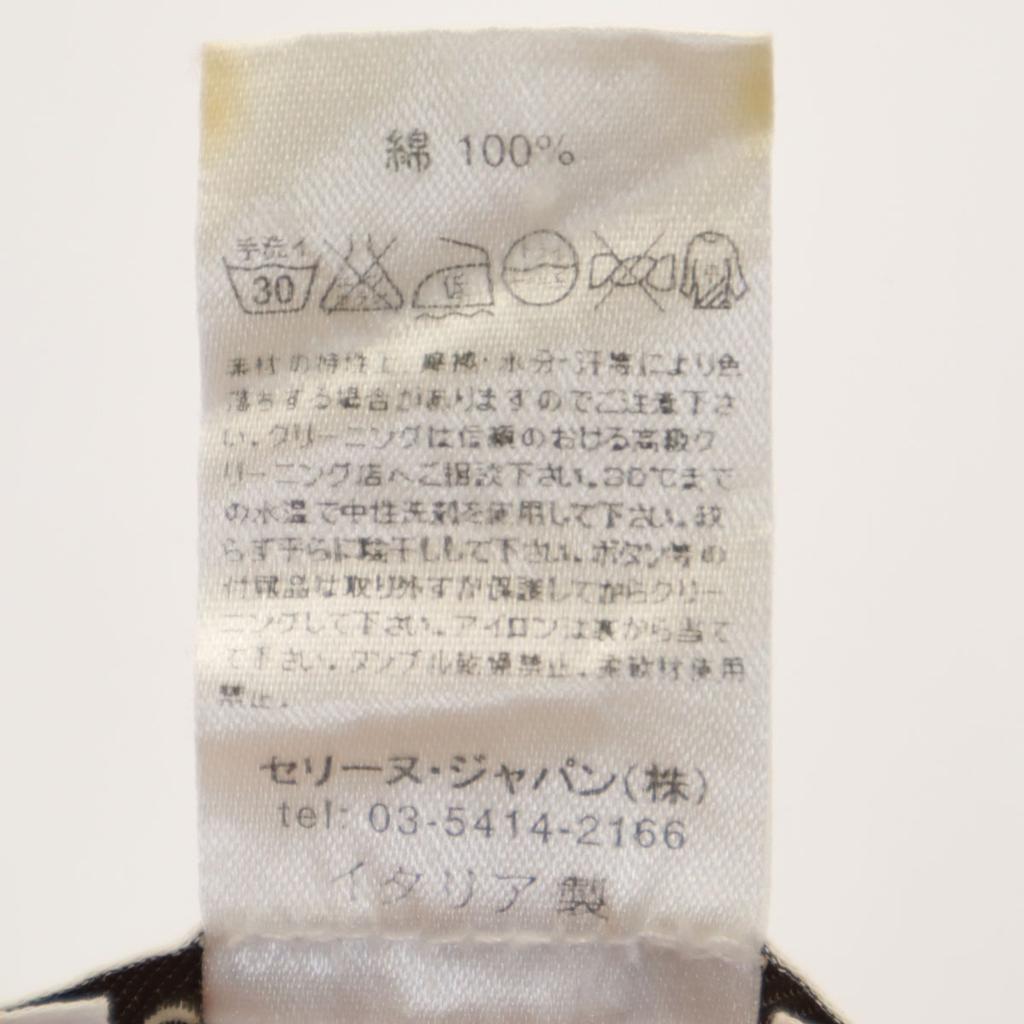 綿 100%
手洗イ
30
低
素材の特性上 摩擦・水分・汗等により色
落ちする場合がありますのでご注意下さ
い。クリーニングは信頼のおける高級ク
リーニング店へご相談下さい。30℃まで
の水温で中性洗剤を使用して下さい。絞
らず平らに陰干しして下さい。ボタン等の
付属品は取り外すか保護してからクリー
ニングして下さい。アイロンは裏から当て
て下さい。タンブル乾燥禁止。柔軟材使用
禁止。
セリーヌ・ジャパン(株)
tel: 03-5414-2166
イタリア製